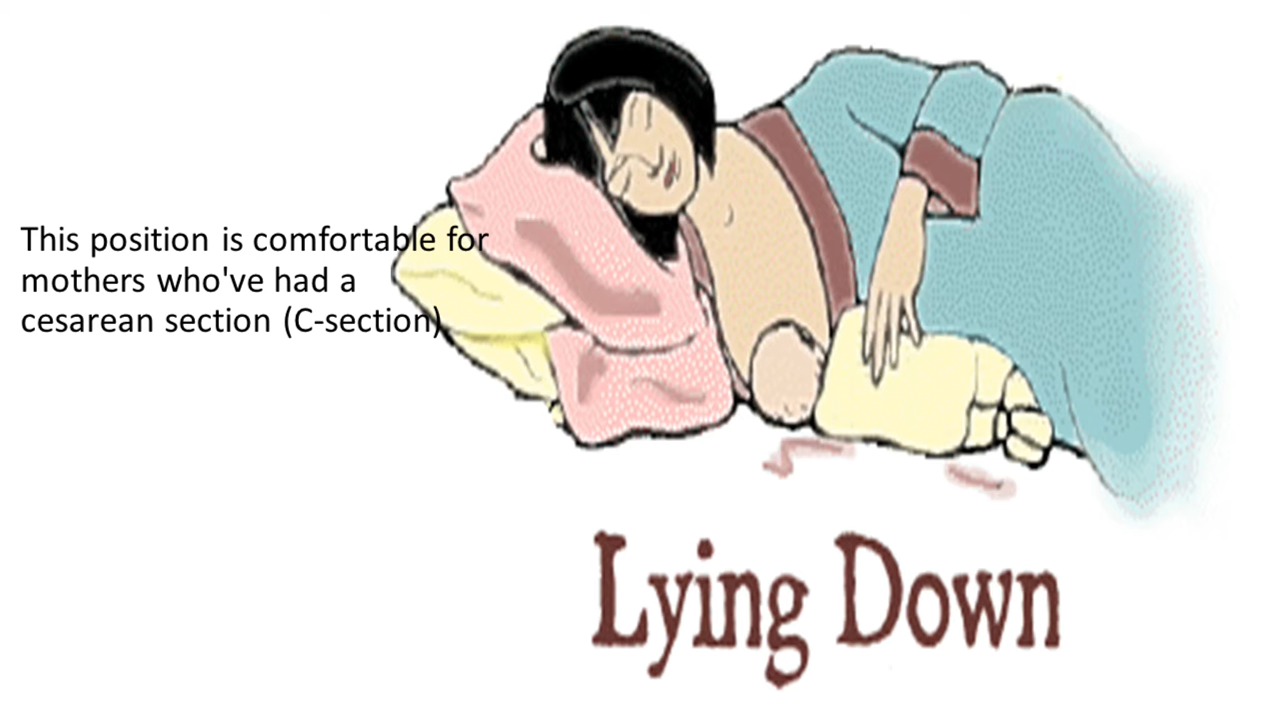 This position is comfortable for
mothers who've had a
cesarean section (C-section)
Lying Down